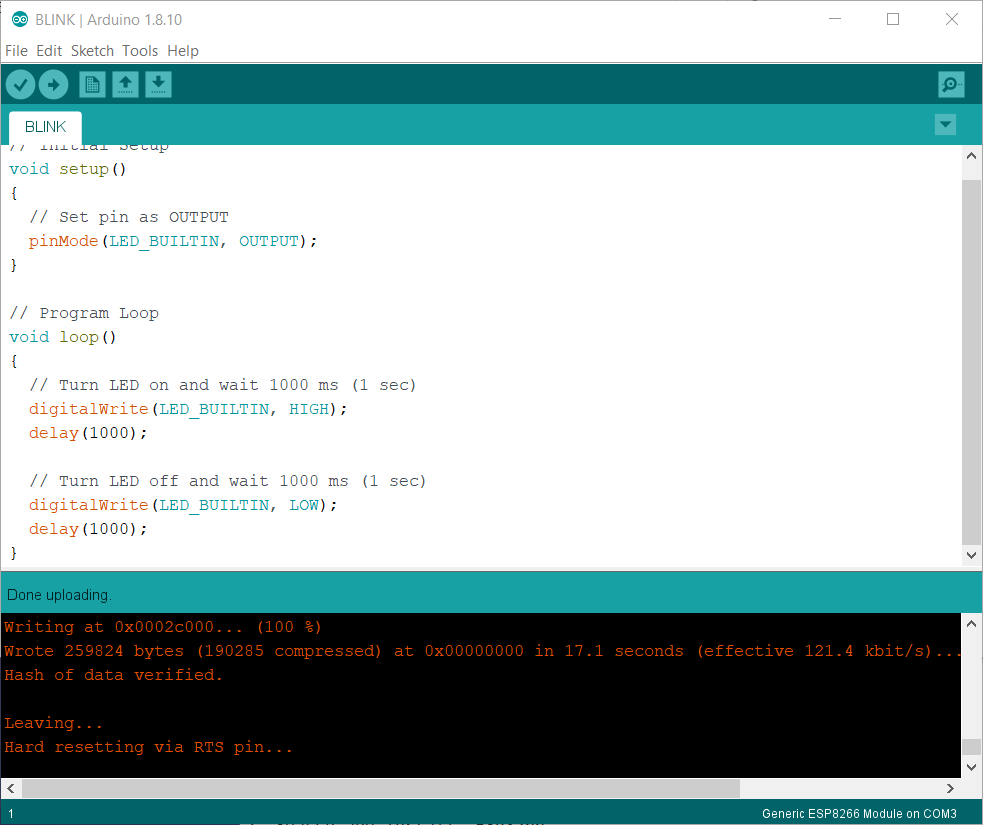 BLINK | Arduino 1.8.10
File Edit Sketch Tools Help
BLINK
// Initial Setup
void setup()
{
  // Set pin as OUTPUT
  pinMode(LED_BUILTIN, OUTPUT);
}

// Program Loop
void loop()
{
  // Turn LED on and wait 1000 ms (1 sec)
  digitalWrite(LED_BUILTIN, HIGH);
  delay(1000);

  // Turn LED off and wait 1000 ms (1 sec)
  digitalWrite(LED_BUILTIN, LOW);
  delay(1000);
}
Done uploading.
Writing at 0x0002c000... (100 %)
Wrote 259824 bytes (190285 compressed) at 0x00000000 in 17.1 seconds (effective 121.4 kbit/s)...
Hash of data verified.

Leaving...
Hard resetting via RTS pin...
1
Generic ESP8266 Module on COM3